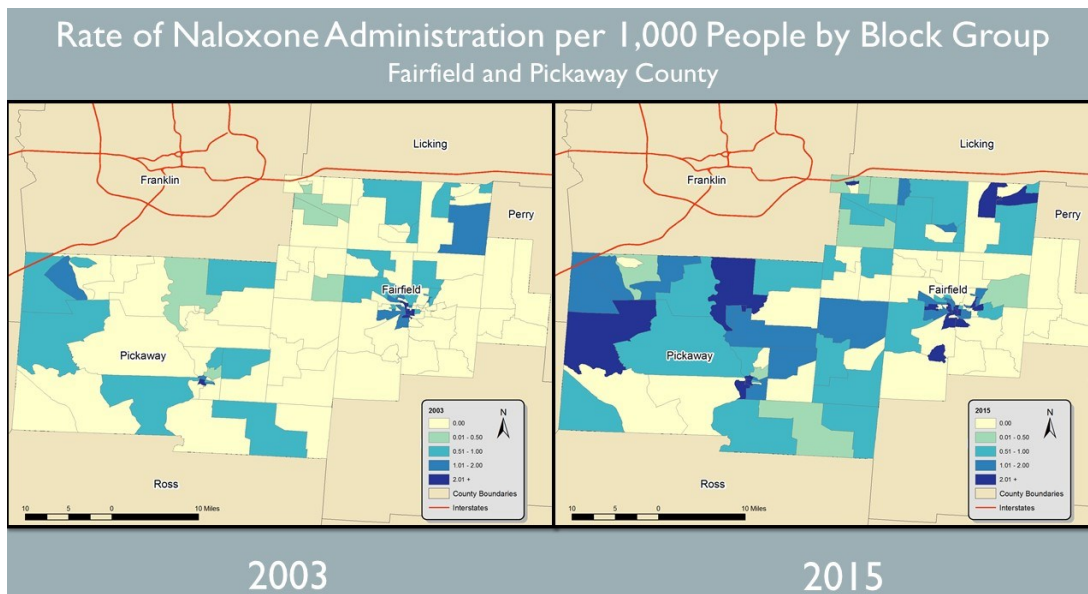 Rate of Naloxone Administration per 1,000 People by Block Group
Fairfield and Pickaway County
Licking
Franklin
Perry
Fairfield
Pickaway
Ross
2003
N
0.00
0.01 - 0.50
0.51 - 1.00
1.01 - 2.00
2.01 +
County Boundaries
Interstates
10 5 0 10 Miles
Licking
Franklin
Perry
Fairfield
Pickaway
Ross
2015
N
0.00
0.01 - 0.50
0.51 - 1.00
1.01 - 2.00
2.01 +
County Boundaries
Interstates
10 5 0 10 Miles
2003
2015